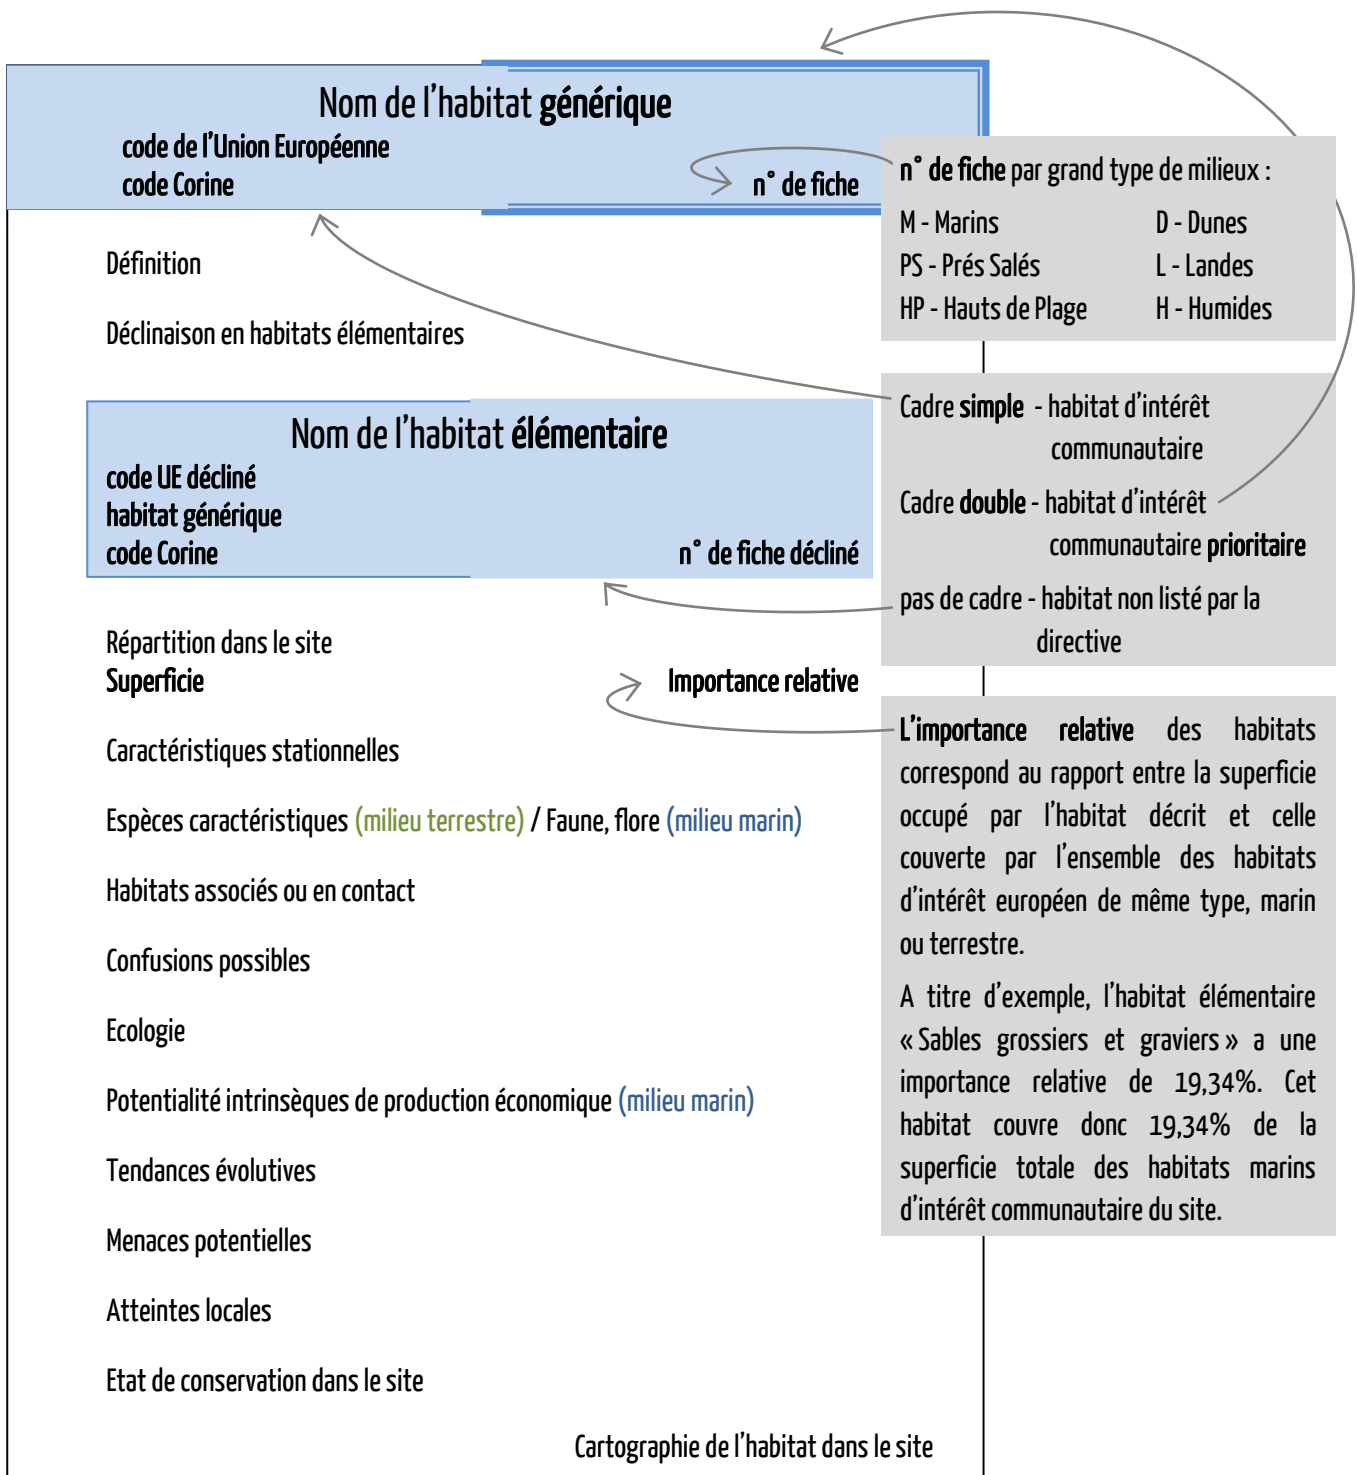 Nom de l'habitat générique
code de l'Union Européenne
code Corine
n° de fiche
n° de fiche par grand type de milieux :
M - Marins
D - Dunes
PS - Prés Salés
L - Landes
HP - Hauts de Plage
H - Humides
Définition
Déclinaison en habitats élémentaires
Cadre simple - habitat d'intérêt
communautaire
Cadre double - habitat d'intérêt
communautaire prioritaire
pas de cadre - habitat non listé par la
directive
Nom de l'habitat élémentaire
code UE décliné
habitat générique
code Corine
n° de fiche décliné
Répartition dans le site
Superficie
Importance relative
L'importance relative des habitats
correspond au rapport entre la superficie
occupé par l'habitat décrit et celle
couverte par l'ensemble des habitats
d'intérêt européen de même type, marin
ou terrestre.
A titre d'exemple, l'habitat élémentaire
« Sables grossiers et graviers » a une
importance relative de 19,34%. Cet
habitat couvre donc 19,34% de la
superficie totale des habitats marins
d'intérêt communautaire du site.
Caractéristiques stationnelles
Espèces caractéristiques (milieu terrestre) / Faune, flore (milieu marin)
Habitats associés ou en contact
Confusions possibles
Ecologie
Potentialité intrinsèques de production économique (milieu marin)
Tendances évolutives
Menaces potentielles
Atteintes locales
Etat de conservation dans le site
Cartographie de l'habitat dans le site